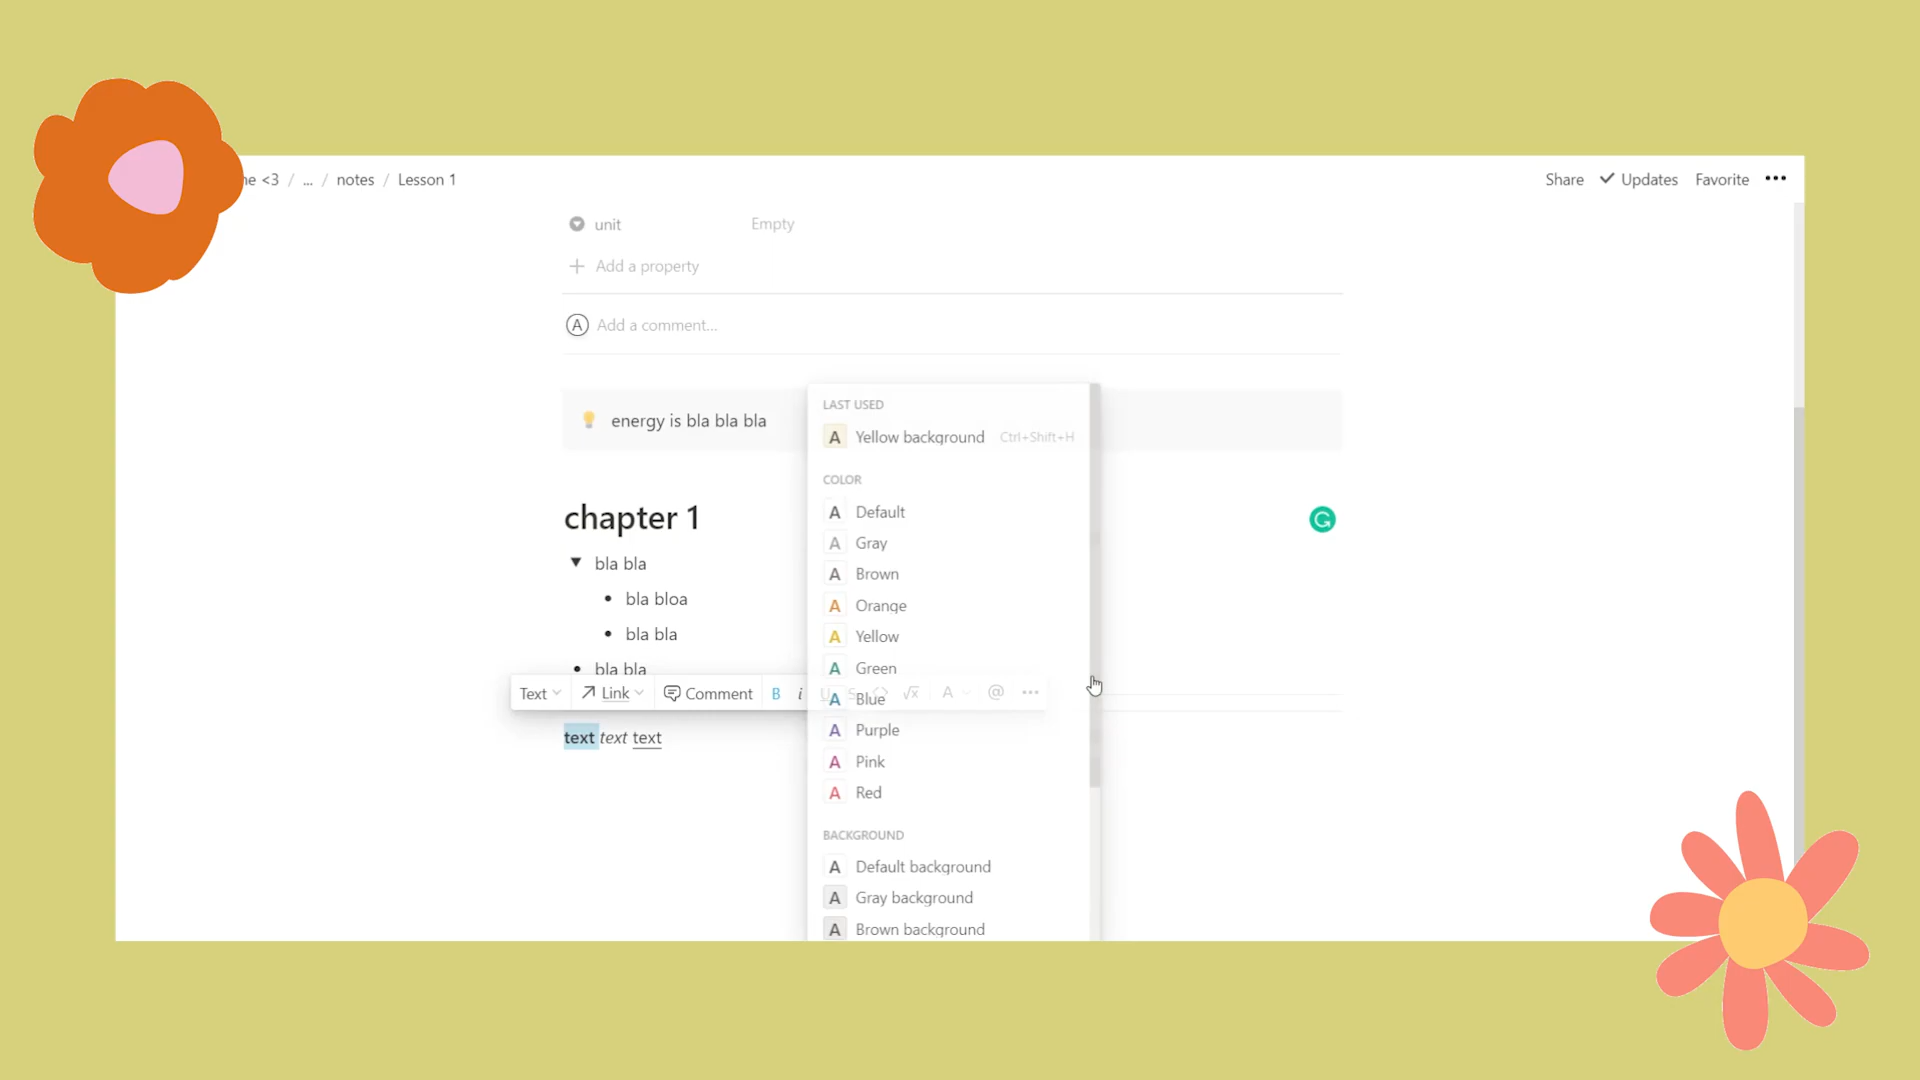 he <3 / ... / notes / Lesson 1
Share ✓ Updates Favorite •••
unit Empty
+ Add a property
A Add a comment...
💡 energy is bla bla bla
LAST USED
A Yellow background Ctrl+Shift+H
COLOR
A Default
A Gray
A Brown
A Orange
A Yellow
A Green
A Blue
A Purple
A Pink
A Red
BACKGROUND
A Default background
A Gray background
A Brown background
chapter 1
▼ bla bla
• bla bloa
• bla bla
• bla bla
Text Link Comment B i U S <> √x A @ •••
text text text